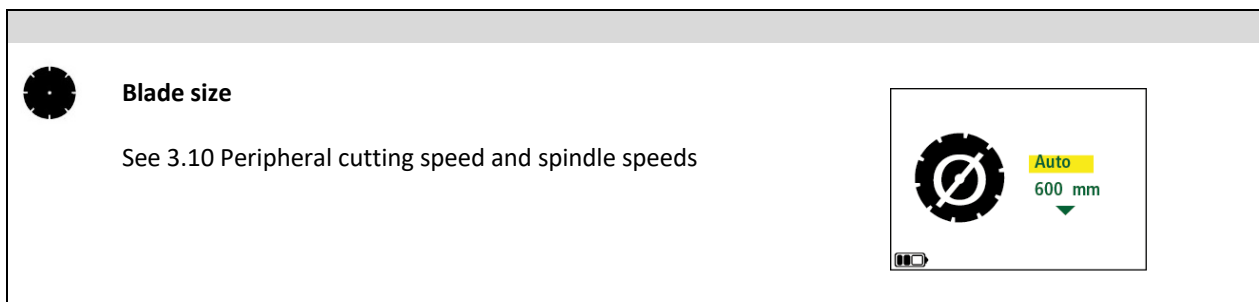 Blade size
See 3.10 Peripheral cutting speed and spindle speeds
Auto
600 mm